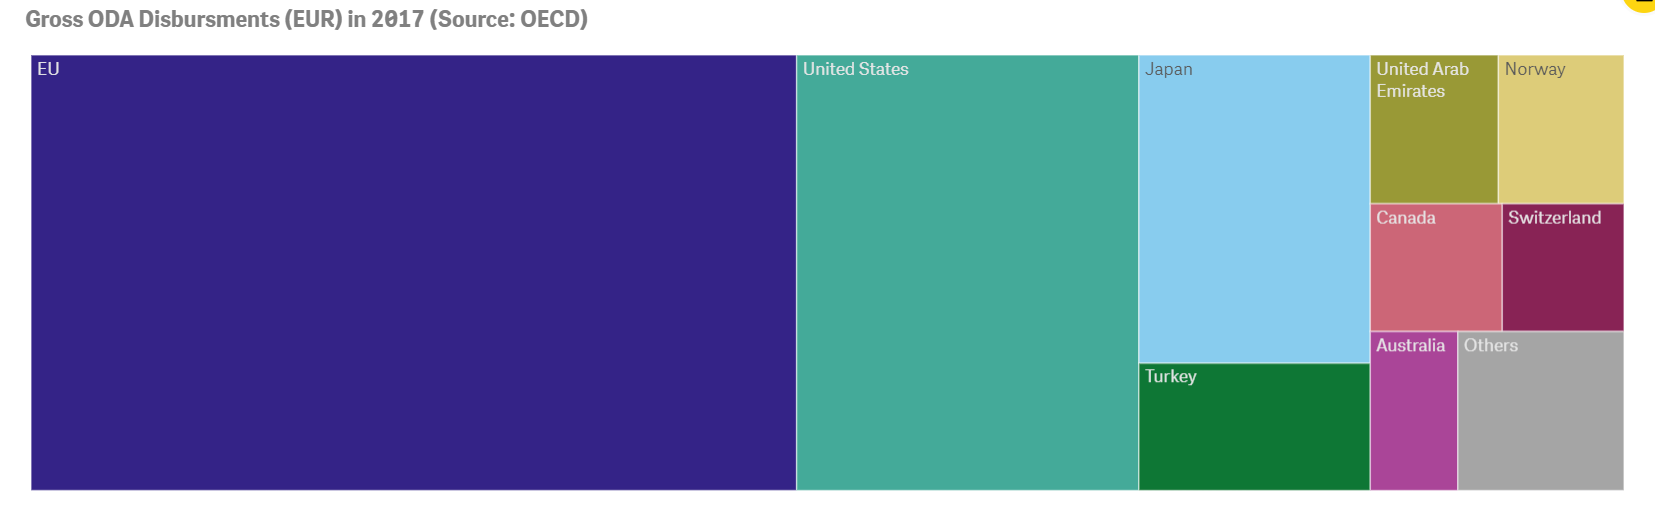 Gross ODA Disbursments (EUR) in 2017 (Source: OECD)
EU
United States
Japan
United Arab
Emirates
Norway
Canada
Switzerland
Australia
Others
Turkey